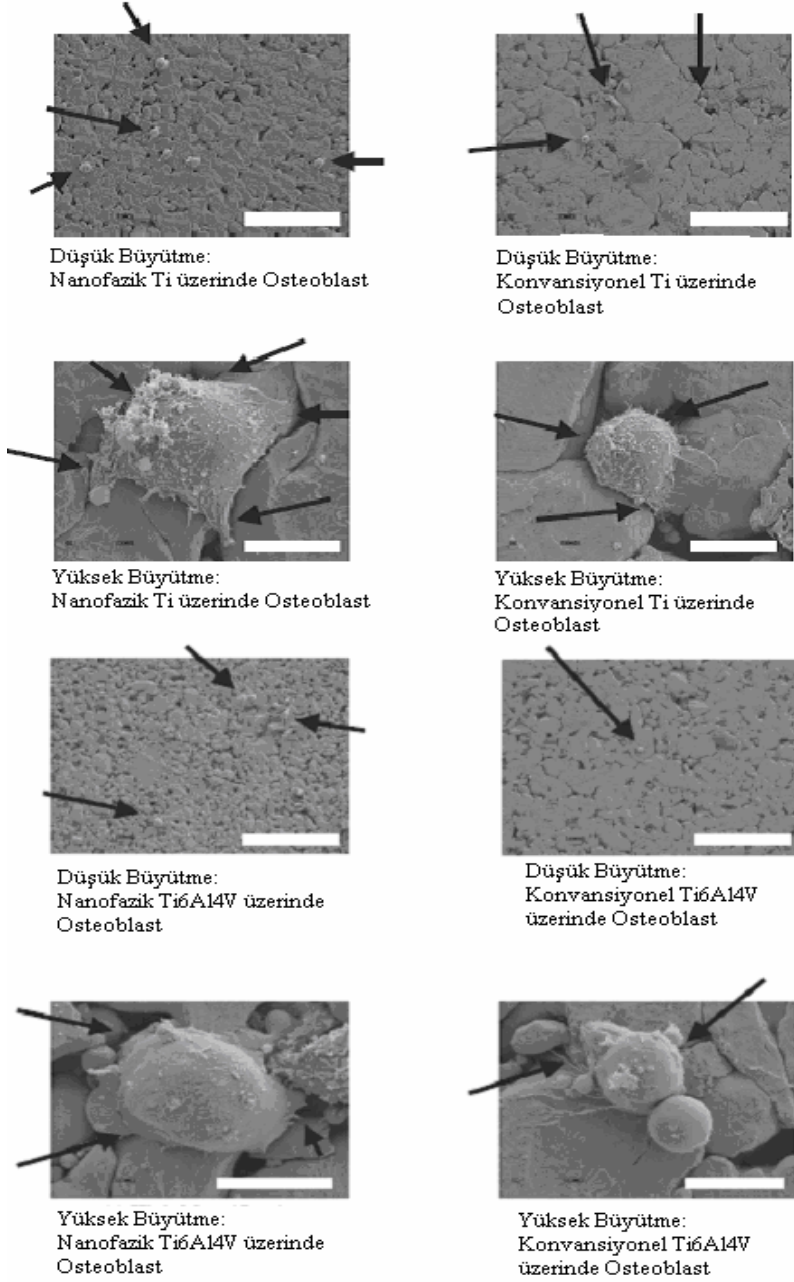 Düşük Büyütme:
Nanofazik Ti üzerinde Osteoblast
Düşük Büyütme:
Konvansiyonel Ti üzerinde
Osteoblast
Yüksek Büyütme:
Nanofazik Ti üzerinde Osteoblast
Yüksek Büyütme:
Konvansiyonel Ti üzerinde
Osteoblast
Düşük Büyütme:
Nanofazik Ti6Al4V üzerinde
Osteoblast
Düşük Büyütme:
Konvansiyonel Ti6Al4V
üzerinde Osteoblast
Yüksek Büyütme:
Nanofazik Ti6Al4V üzerinde
Osteoblast
Yüksek Büyütme:
Konvansiyonel Ti6Al4V
üzerinde Osteoblast